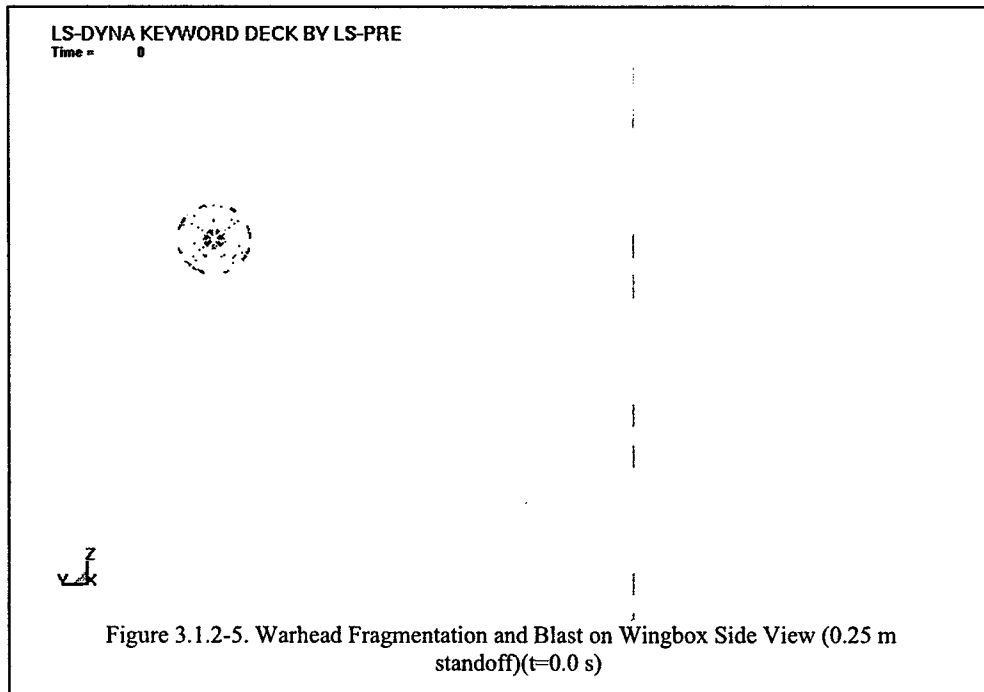 LS-DYNA KEYWORD DECK BY LS-PRE
Time = 0
Z
Y X
Figure 3.1.2-5. Warhead Fragmentation and Blast on Wingbox Side View (0.25 m
standoff)(t=0.0 s)